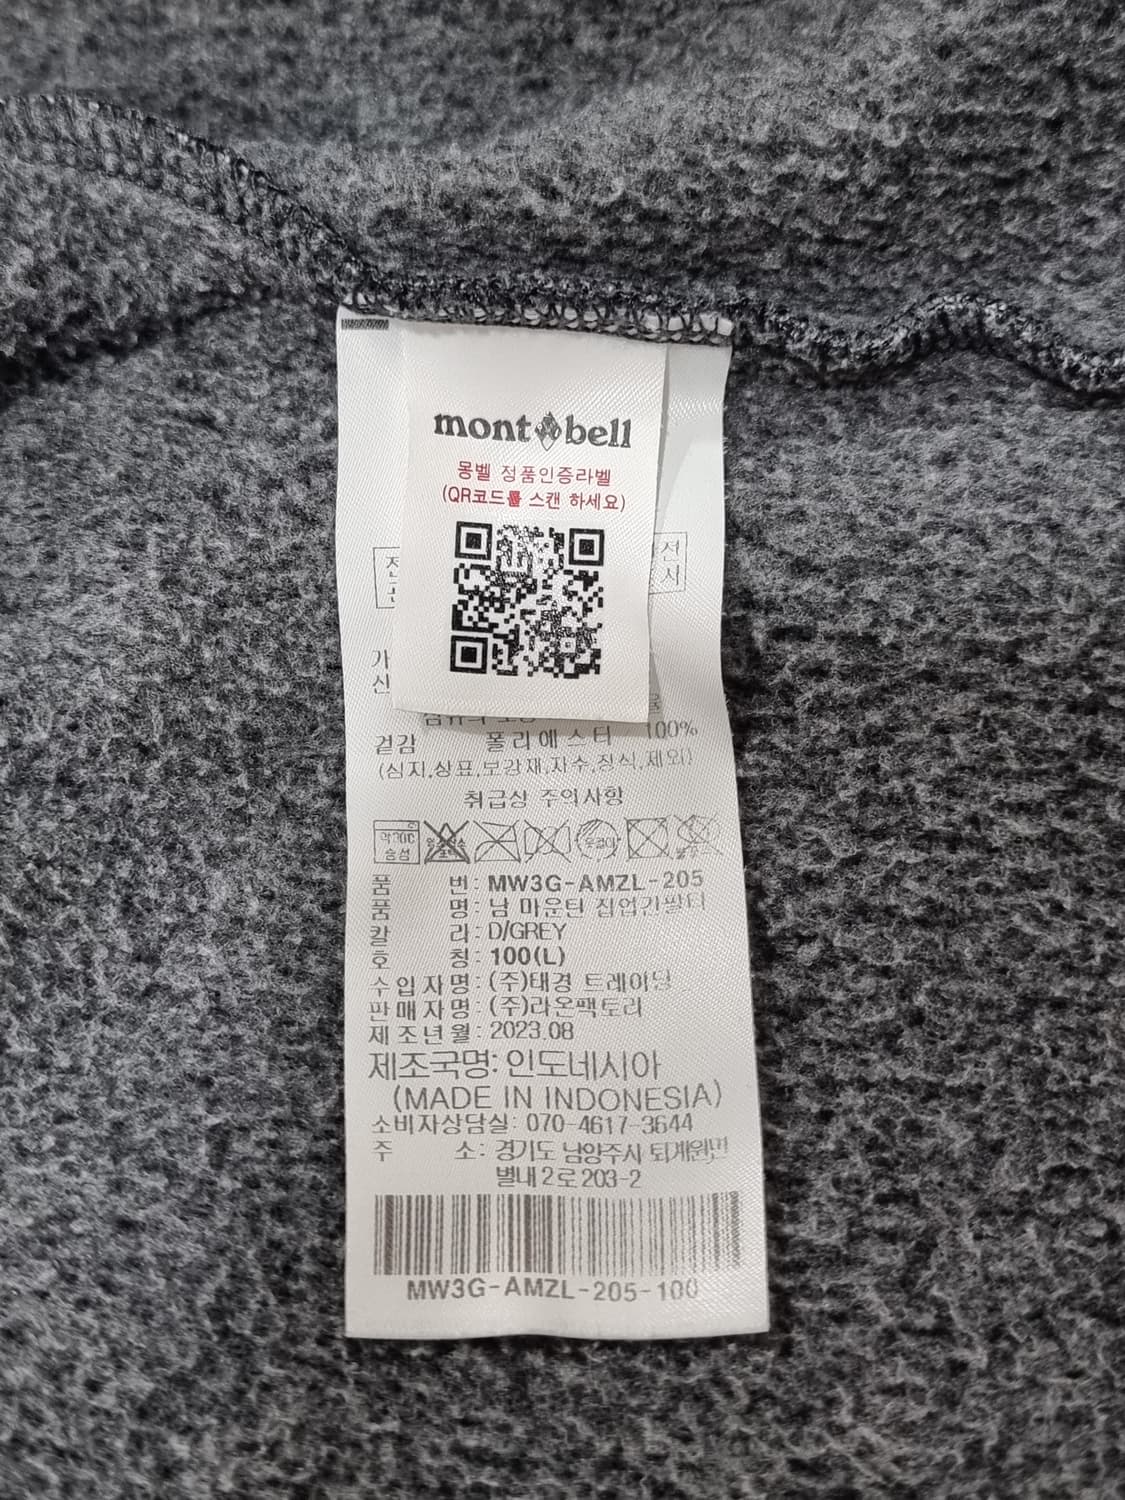 mont bell
몽벨 정품인증라벨
(QR코드를 스캔 하세요)
겉감 폴리에스터 100%
(심지,상표,보강재,자수,장식,제외)
취급상 주의사항
품 번: MW3G-AMZL-205
품 명: 남 마운틴 집업간필터
칼 라: D/GREY
호 칭: 100(L)
수입자명: (주)태경 트레이딩
판매자명: (주)라온팩토리
제조년월: 2023.08
제조국명: 인도네시아
(MADE IN INDONESIA)
소비자상담실: 070-4617-3644
주 소: 경기도 남양주시 퇴계원면
별내2로 203-2
MW3G-AMZL-205-100